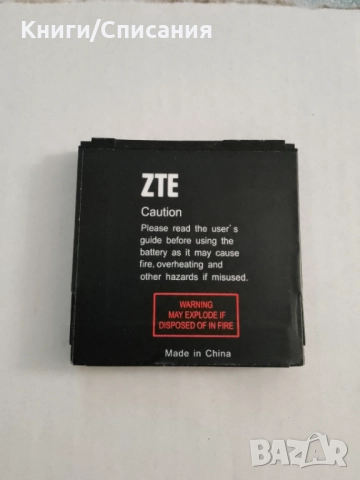 Книги/Списания
ZTE
Caution
Please read the user's
guide before using the
battery as it may cause
fire, overheating and
other hazards if misused.
WARNING
MAY EXPLODE IF
DISPOSED OF IN FIRE
Made in China
BAZAR